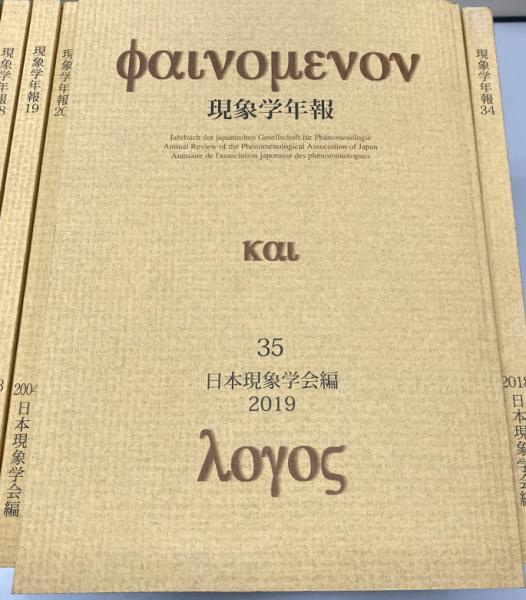 φαινομενον
現象学年報
Jahrbuch der japanischen Gesellschaft für Phänomenologie
Annual Review of the Phenomenological Association of Japan
Annuaire de l'association japonaise des phénoménologues
και
35
日本現象学会編
2019
λογος
現象学年報 19
2004
日本現象学会編
現象学年報 20
現象学年報 34
2018
日本現象学会編
現象学年報
8